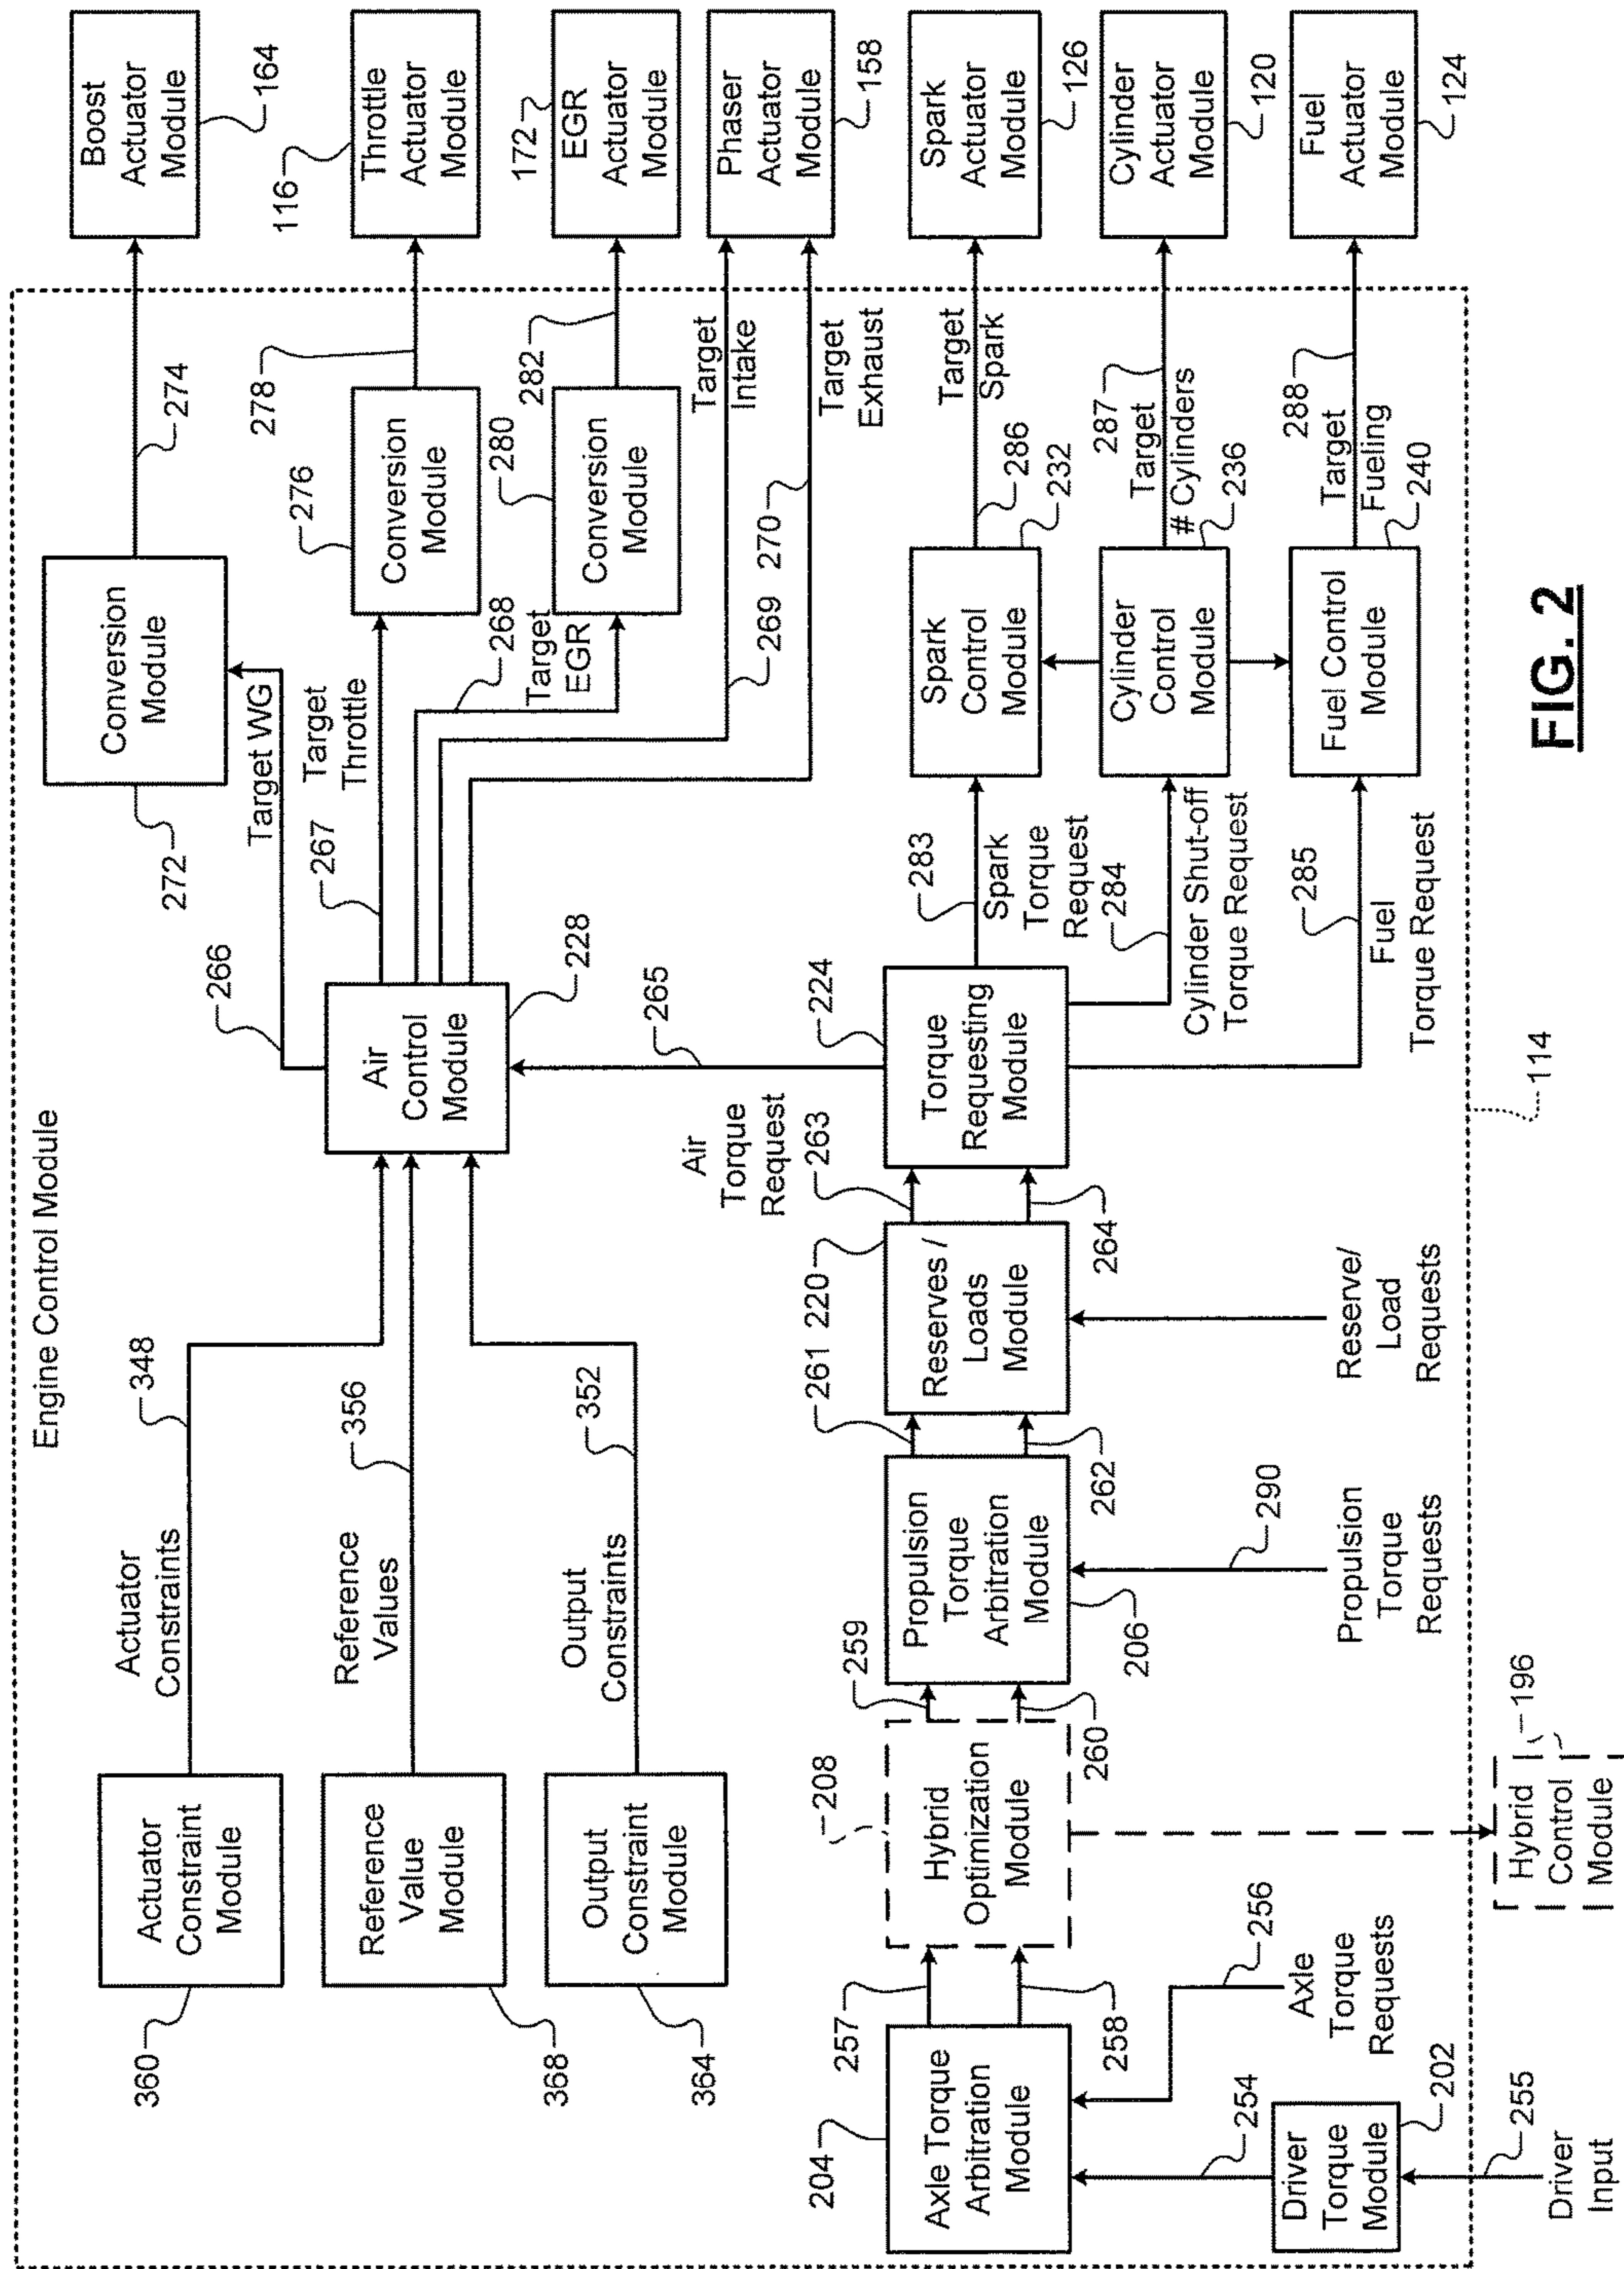 Engine Control Module
Actuator
Constraint
Module
360
Actuator
Constraints
348
Reference
Value
Module
368
Reference
Values
356
Output
Constraint
Module
364
Output
Constraints
352
Air
Control
Module
228
266
Target WG
272
Conversion
Module
274
Boost
Actuator
Module
164
267
Target
Throttle
276
Conversion
Module
278
116
Throttle
Actuator
Module
268
Target
EGR
280
Conversion
Module
282
172
EGR
Actuator
Module
269
Target
Intake
270
Target
Exhaust
Phaser
Actuator
Module
158
265
Air
Torque
Request
204
Axle Torque
Arbitration
Module
257
258
208
Hybrid
Optimization
Module
259
260
Propulsion
Torque
Arbitration
Module
206
261
262
220
Reserves /
Loads
Module
263
264
224
Torque
Requesting
Module
283
Spark
Torque
Request
284
Cylinder Shut-off
Torque Request
285
Fuel
Torque Request
Spark
Control
Module
232
286
Target
Spark
Spark
Actuator
Module
126
Cylinder
Control
Module
236
287
Target
# Cylinders
Cylinder
Actuator
Module
120
Fuel Control
Module
240
288
Target
Fueling
Fuel
Actuator
Module
124
254
Driver
Torque
Module
202
255
Driver
Input
256
Axle
Torque
Requests
Hybrid
Control
Module
196
290
Propulsion
Torque
Requests
Reserve/
Load
Requests
114
FIG. 2